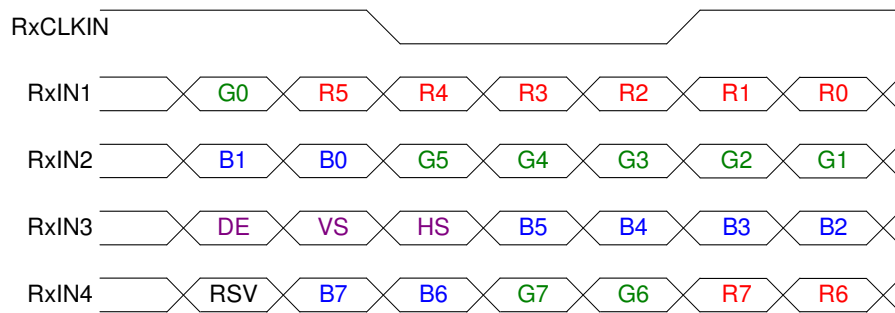 RxCLKIN
RxIN1 G0 R5 R4 R3 R2 R1 R0
RxIN2 B1 B0 G5 G4 G3 G2 G1
RxIN3 DE VS HS B5 B4 B3 B2
RxIN4 RSV B7 B6 G7 G6 R7 R6